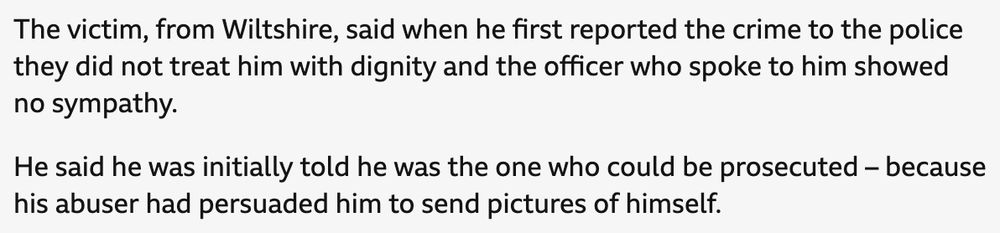 The victim, from Wiltshire, said when he first reported the crime to the police
they did not treat him with dignity and the officer who spoke to him showed
no sympathy.
He said he was initially told he was the one who could be prosecuted – because
his abuser had persuaded him to send pictures of himself.